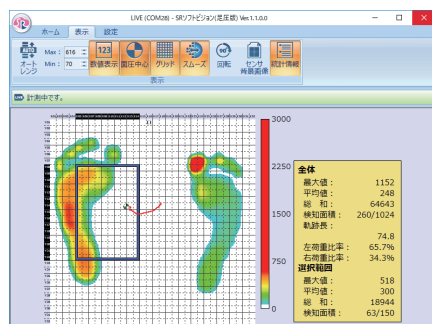 LIVE (COM28) - SRソフトビジョン(足圧版) Ver.1.1.0.0
ホーム 表示 設定
Max: 616
Min: 70
オートレンジ
数値表示 面圧中心 グリッド スムーズ 回転 センサ背景画像 統計情報
123
表示
計測中です。
3000
2250
1500
750
0
全体
最大値: 1152
平均値: 248
総 和: 64643
検知面積: 260/1024
軌跡長:
74.8
左荷重比率: 65.7%
右荷重比率: 34.3%
選択範囲
最大値: 518
平均値: 300
総 和: 18944
検知面積: 63/150